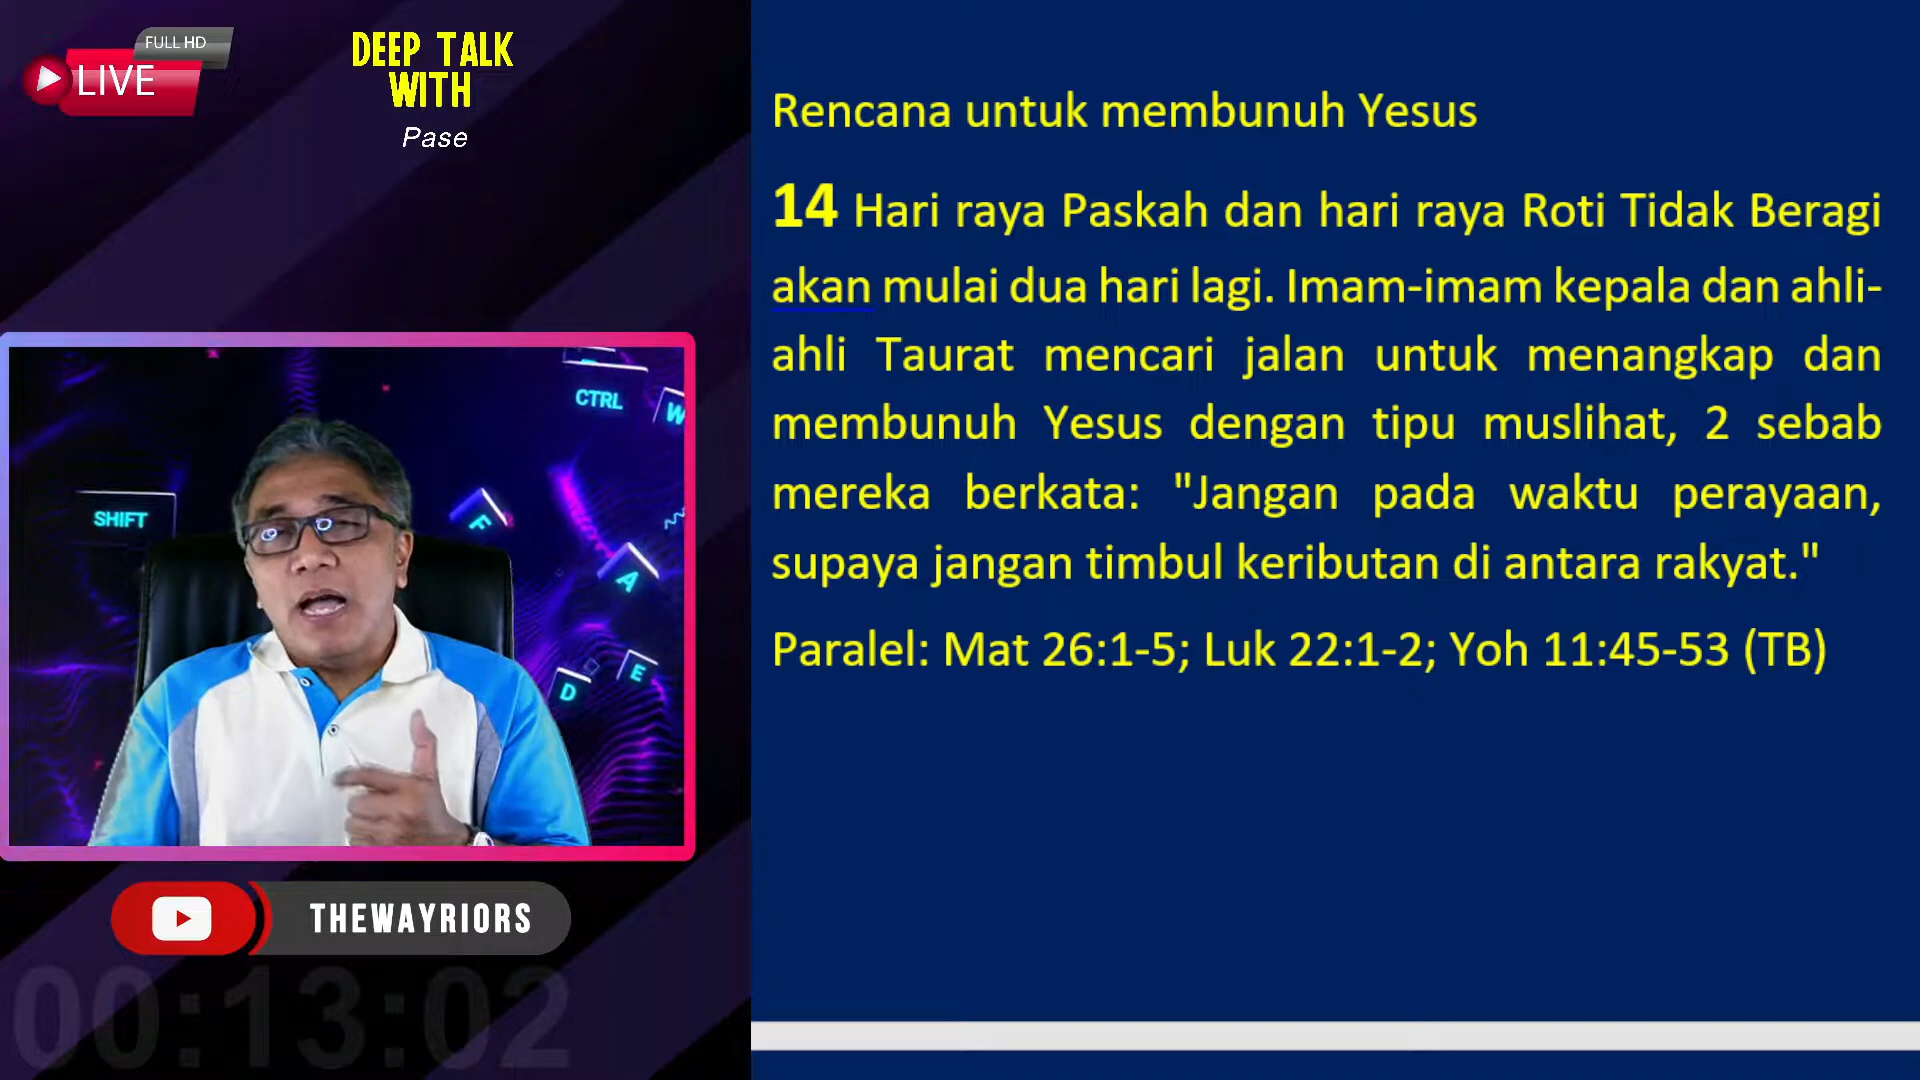 FULL HD
LIVE
DEEP TALK
WITH
Pase
CTRL
W
SHIFT
F
A
D
E
THEWAYRIORS
00:13:02
Rencana untuk membunuh Yesus
14 Hari raya Paskah dan hari raya Roti Tidak Beragi
akan mulai dua hari lagi. Imam-imam kepala dan ahli-
ahli Taurat mencari jalan untuk menangkap dan
membunuh Yesus dengan tipu muslihat, 2 sebab
mereka berkata: "Jangan pada waktu perayaan,
supaya jangan timbul keributan di antara rakyat."
Paralel: Mat 26:1-5; Luk 22:1-2; Yoh 11:45-53 (TB)